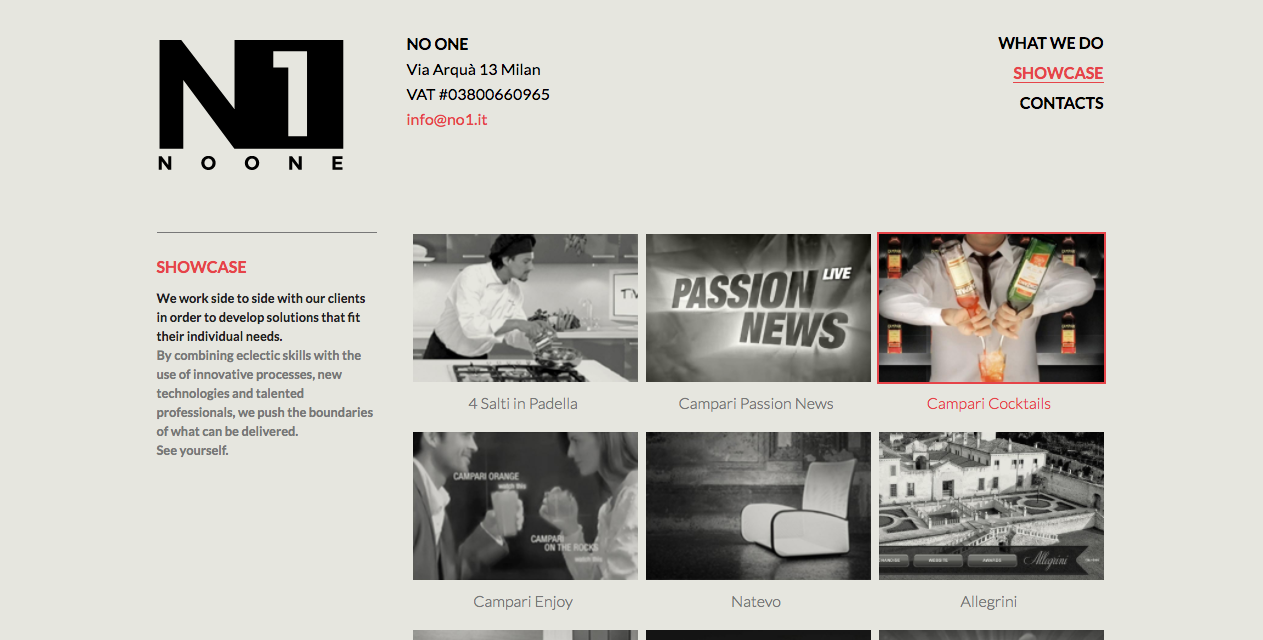 N1
NOONE
NO ONE
Via Arquà 13 Milan
VAT #03800660965
info@no1.it
WHAT WE DO
SHOWCASE
CONTACTS
SHOWCASE
We work side to side with our clients
in order to develop solutions that fit
their individual needs.
By combining eclectic skills with the
use of innovative processes, new
technologies and talented
professionals, we push the boundaries
of what can be delivered.
See yourself.
PASSION LIVE
NEWS
4 Salti in Padella
Campari Passion News
Campari Cocktails
CAMPARI ORANGE
watch this
CAMPARI
ON THE ROCKS
watch this
Allegrini
Campari Enjoy
Natevo
Allegrini